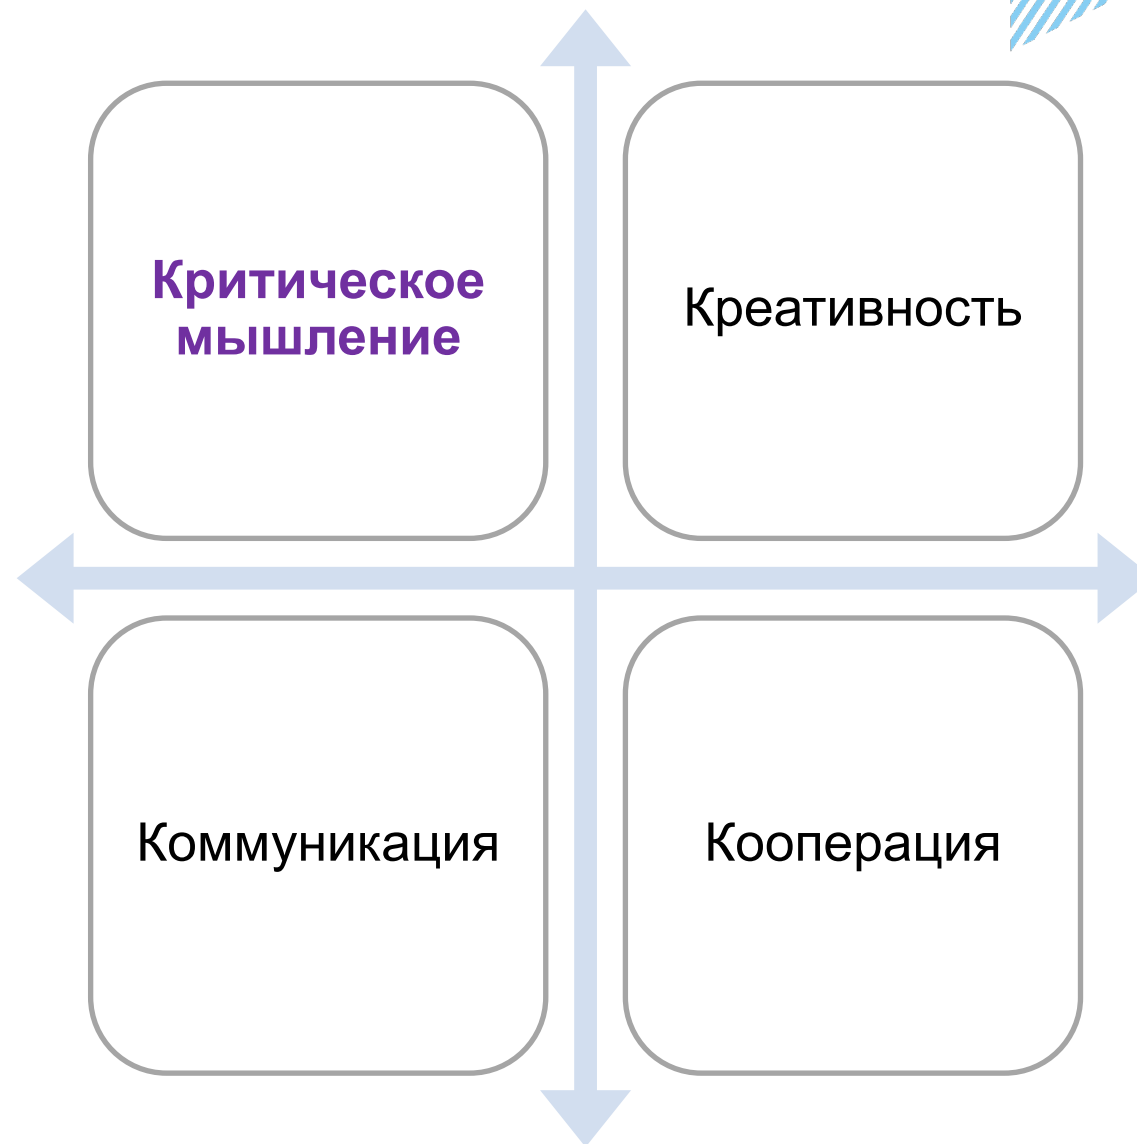 Критическое
мышление
Креативность
Коммуникация
Кооперация